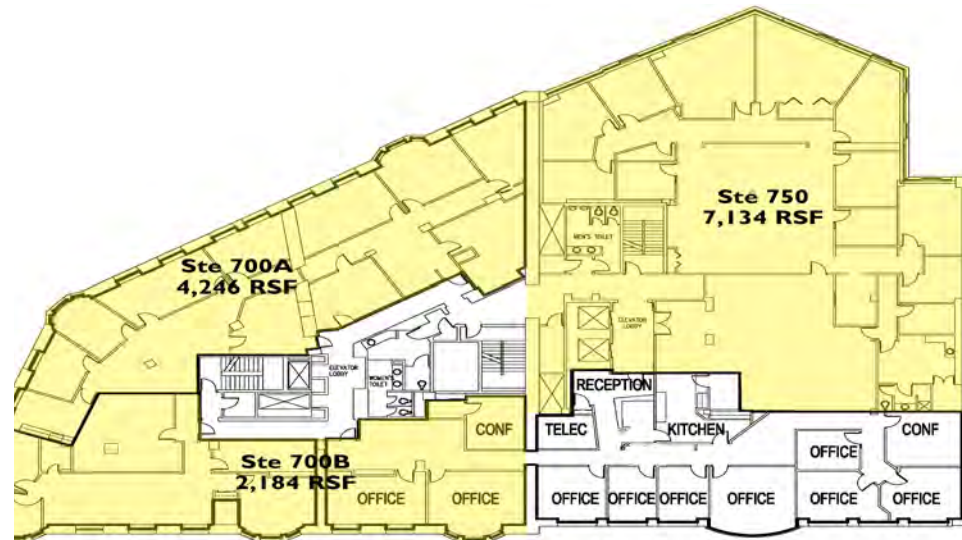 Ste 750
7,134 RSF
MEN'S TOILET
Ste 700A
4,246 RSF
ELEVATOR
LOBBY
ELEVATOR
LOBBY
WOMEN'S
TOILET
RECEPTION
TELEC
KITCHEN
CONF
CONF
OFFICE
Ste 700B
2,184 RSF
OFFICE
OFFICE
OFFICE
OFFICE
OFFICE
OFFICE
OFFICE
OFFICE